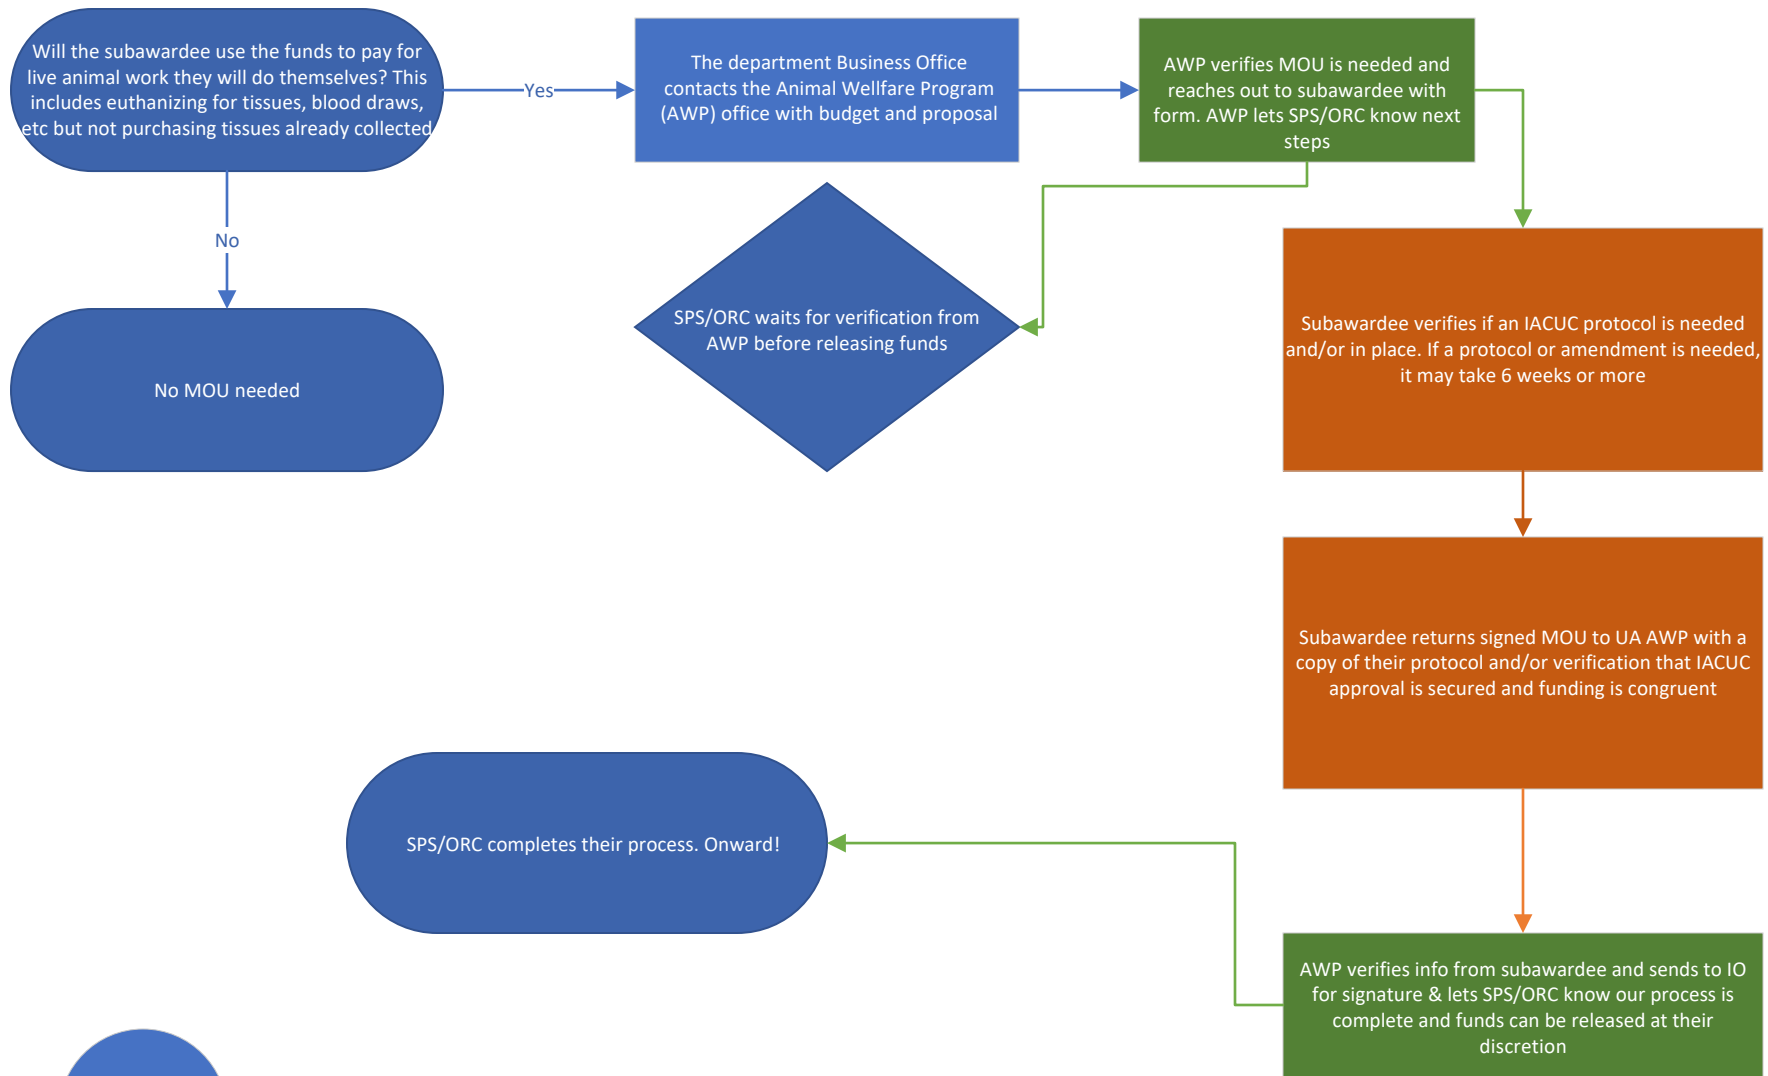 Will the subawardee use the funds to pay for
live animal work they will do themselves? This
includes euthanizing for tissues, blood draws,
etc but not purchasing tissues already collected
Yes
The department Business Office
contacts the Animal Wellfare Program
(AWP) office with budget and proposal
AWP verifies MOU is needed and
reaches out to subawardee with
form. AWP lets SPS/ORC know next
steps
No
No MOU needed
SPS/ORC waits for verification from
AWP before releasing funds
Subawardee verifies if an IACUC protocol is needed
and/or in place. If a protocol or amendment is needed,
it may take 6 weeks or more
Subawardee returns signed MOU to UA AWP with a
copy of their protocol and/or verification that IACUC
approval is secured and funding is congruent
SPS/ORC completes their process. Onward!
AWP verifies info from subawardee and sends to IO
for signature & lets SPS/ORC know our process is
complete and funds can be released at their
discretion